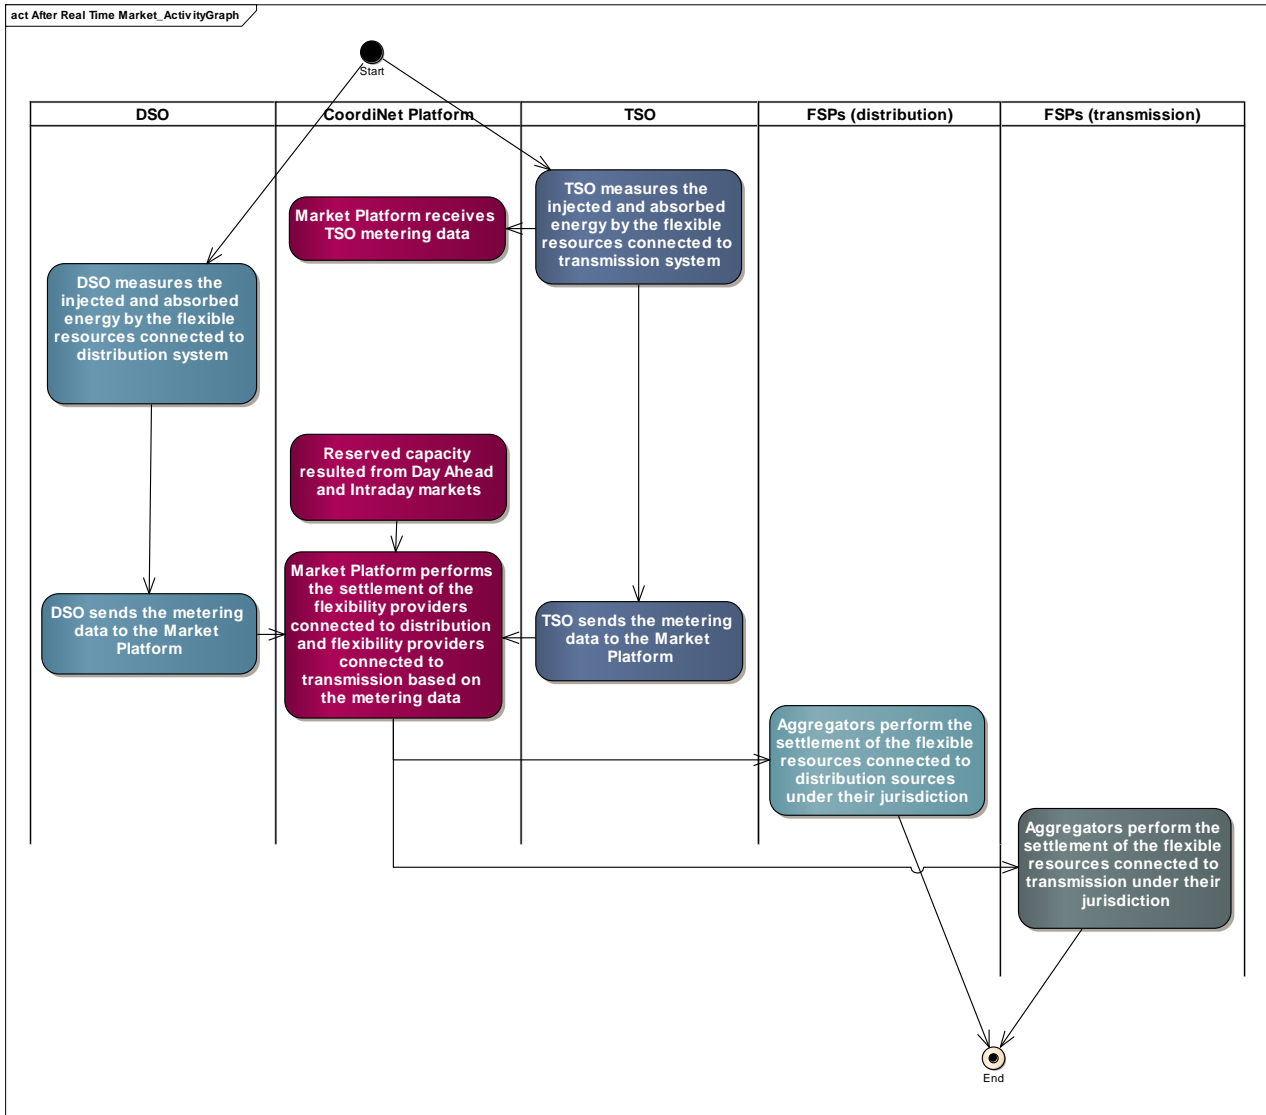 act After Real Time Market_ActivityGraph
Start
DSO
CoordiNet Platform
TSO
FSPs (distribution)
FSPs (transmission)
TSO measures the
injected and absorbed
energy by the flexible
resources connected to
transmission system
Market Platform receives
TSO metering data
DSO measures the
injected and absorbed
energy by the flexible
resources connected to
distribution system
Reserved capacity
resulted from Day Ahead
and Intraday markets
Market Platform performs
the settlement of the
flexibility providers
connected to distribution
and flexibility providers
connected to
transmission based on
the metering data
DSO sends the metering
data to the Market
Platform
TSO sends the metering
data to the Market
Platform
Aggregators perform the
settlement of the flexible
resources connected to
distribution sources
under their jurisdiction
Aggregators perform the
settlement of the flexible
resources connected to
transmission under their
jurisdiction
End